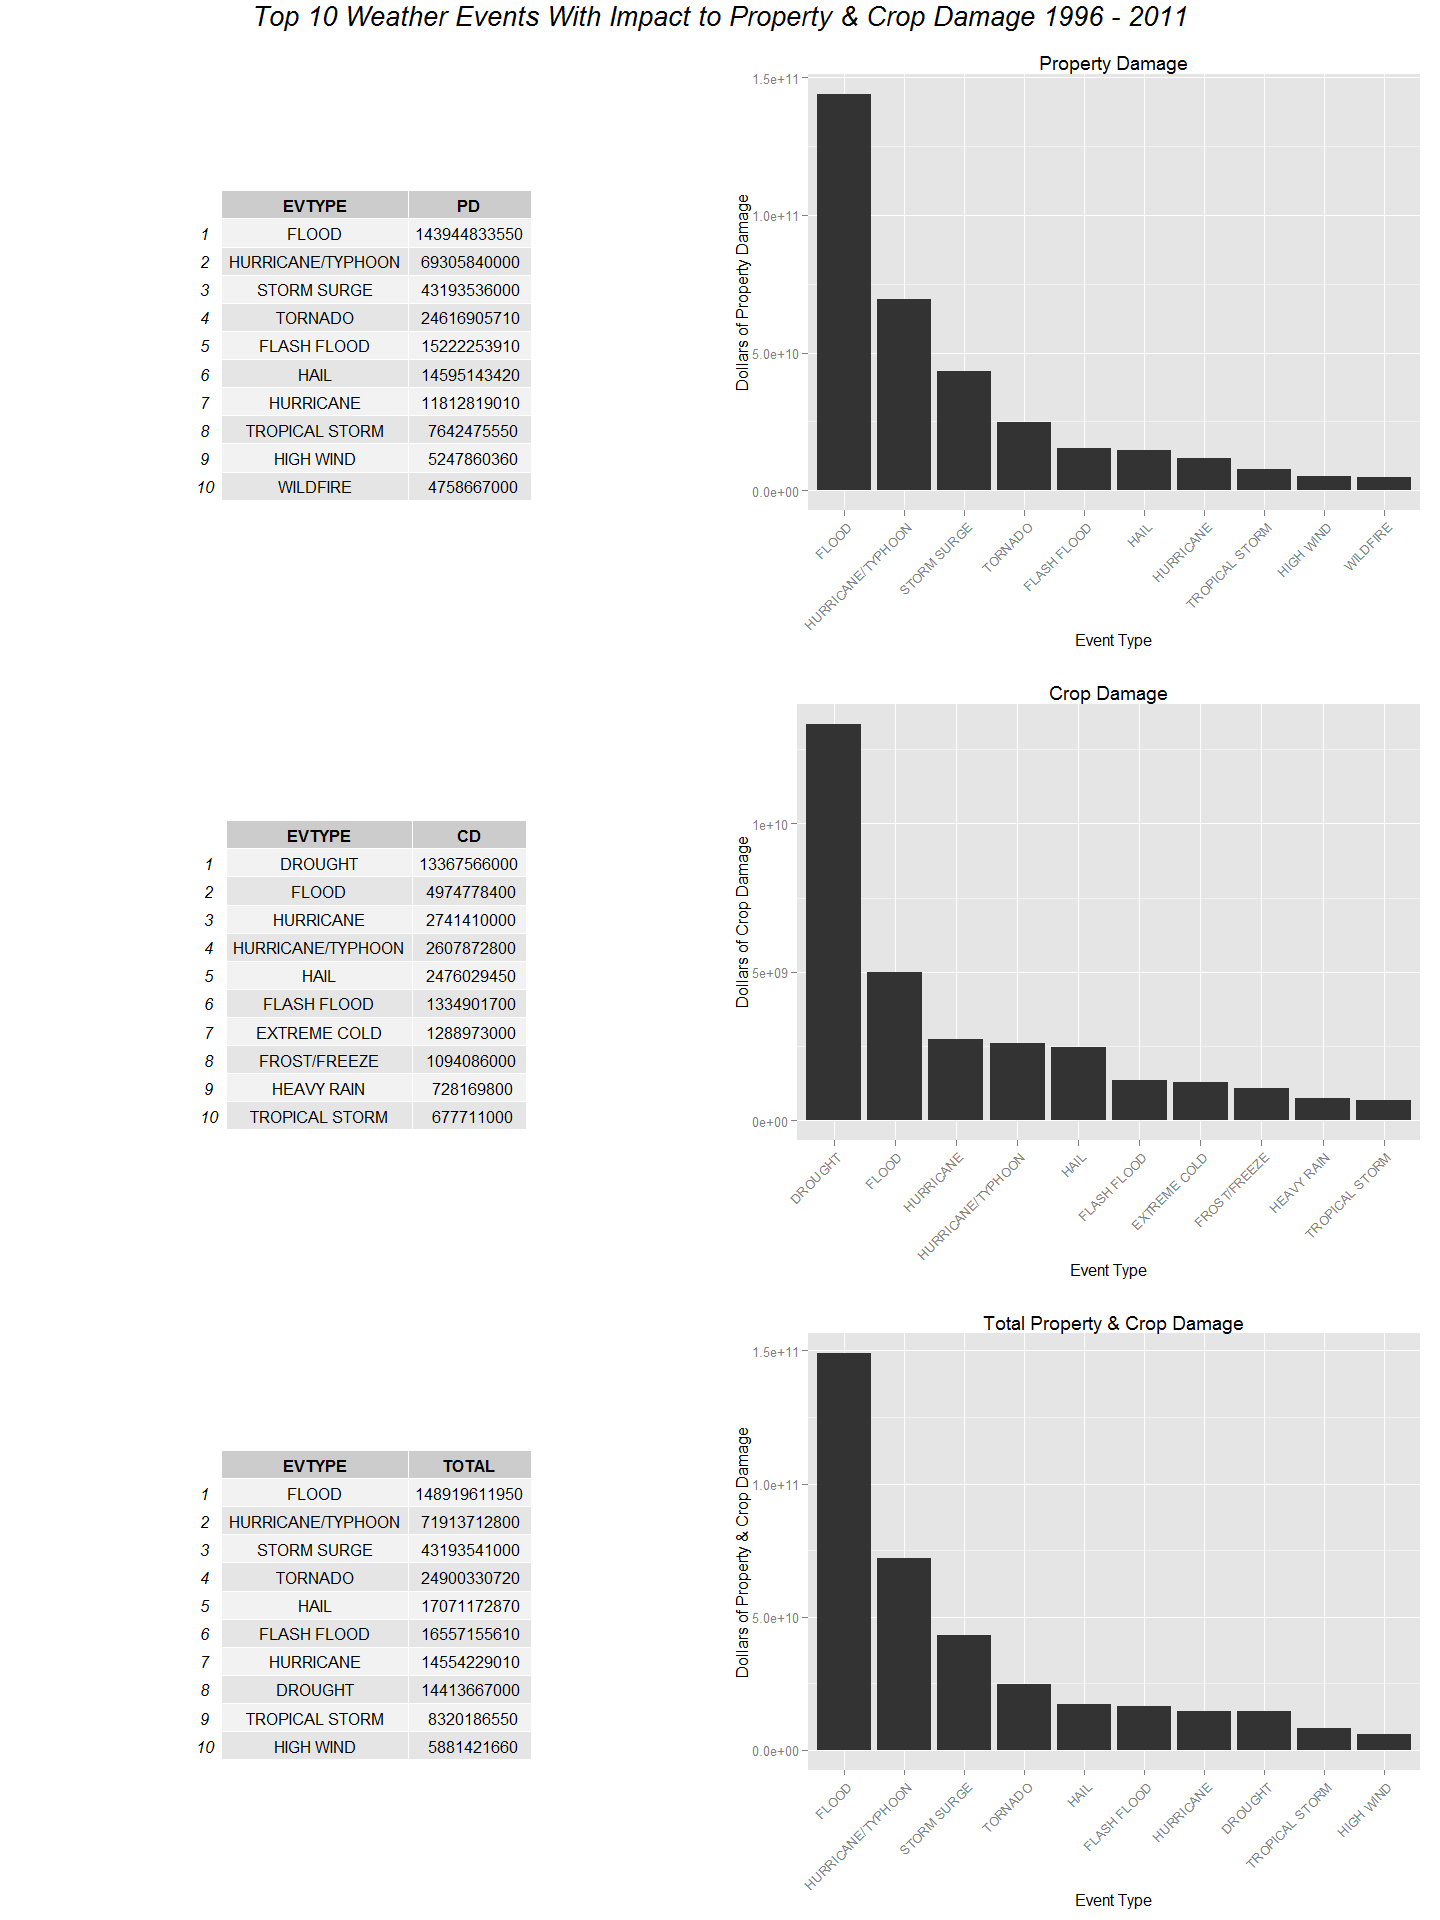 Top 10 Weather Events With Impact to Property & Crop Damage 1996 - 2011
EVTYPE PD
1 FLOOD 143944833550
2 HURRICANE/TYPHOON 69305840000
3 STORM SURGE 43193536000
4 TORNADO 24616905710
5 FLASH FLOOD 15222253910
6 HAIL 14595143420
7 HURRICANE 11812819010
8 TROPICAL STORM 7642475550
9 HIGH WIND 5247860360
10 WILDFIRE 4758667000
Property Damage
Dollars of Property Damage
1.5e+11
1.0e+11
5.0e+10
0.0e+00
FLOOD
HURRICANE/TYPHOON
STORM SURGE
TORNADO
FLASH FLOOD
HAIL
HURRICANE
TROPICAL STORM
HIGH WIND
WILDFIRE
Event Type
EVTYPE CD
1 DROUGHT 13367566000
2 FLOOD 4974778400
3 HURRICANE 2741410000
4 HURRICANE/TYPHOON 2607872800
5 HAIL 2476029450
6 FLASH FLOOD 1334901700
7 EXTREME COLD 1288973000
8 FROST/FREEZE 1094086000
9 HEAVY RAIN 728169800
10 TROPICAL STORM 677711000
Crop Damage
Dollars of Crop Damage
1e+10
5e+09
0e+00
DROUGHT
FLOOD
HURRICANE
HURRICANE/TYPHOON
HAIL
FLASH FLOOD
EXTREME COLD
FROST/FREEZE
HEAVY RAIN
TROPICAL STORM
Event Type
EVTYPE TOTAL
1 FLOOD 148919611950
2 HURRICANE/TYPHOON 71913712800
3 STORM SURGE 43193541000
4 TORNADO 24900330720
5 HAIL 17071172870
6 FLASH FLOOD 16557155610
7 HURRICANE 14554229010
8 DROUGHT 14413667000
9 TROPICAL STORM 8320186550
10 HIGH WIND 5881421660
Total Property & Crop Damage
Dollars of Property & Crop Damage
1.5e+11
1.0e+11
5.0e+10
0.0e+00
FLOOD
HURRICANE/TYPHOON
STORM SURGE
TORNADO
HAIL
FLASH FLOOD
HURRICANE
DROUGHT
TROPICAL STORM
HIGH WIND
Event Type